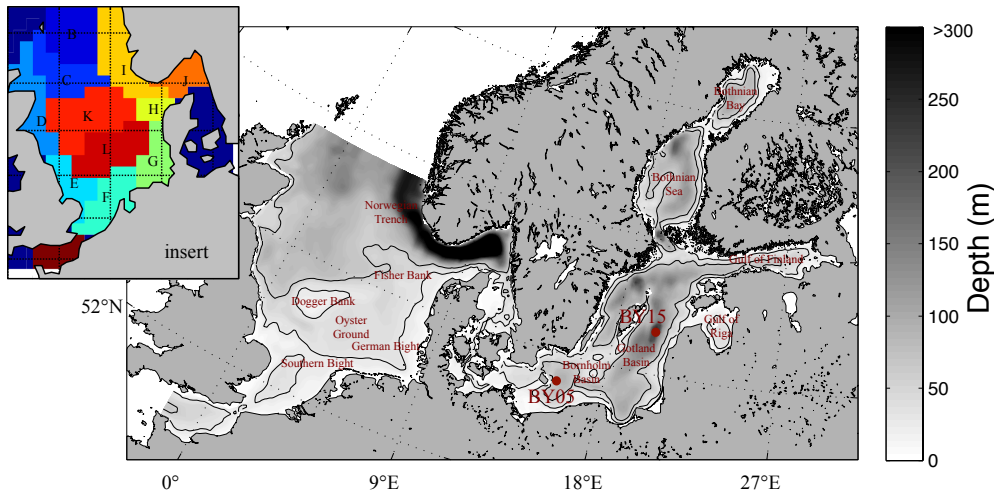 B
I
C
J
D
K
H
L
G
E
F
insert
Bothnian
Bay
Bothnian
Sea
Norwegian
Trench
Gulf of Finland
Fisher Bank
Dogger Bank
Oyster
Ground
German Bight
Southern Bight
BY15
Gulf of
Riga
Gotland
Basin
Bornholm
Basin
BY05
52°N
0°
9°E
18°E
27°E
>300
250
200
150
100
50
0
Depth (m)